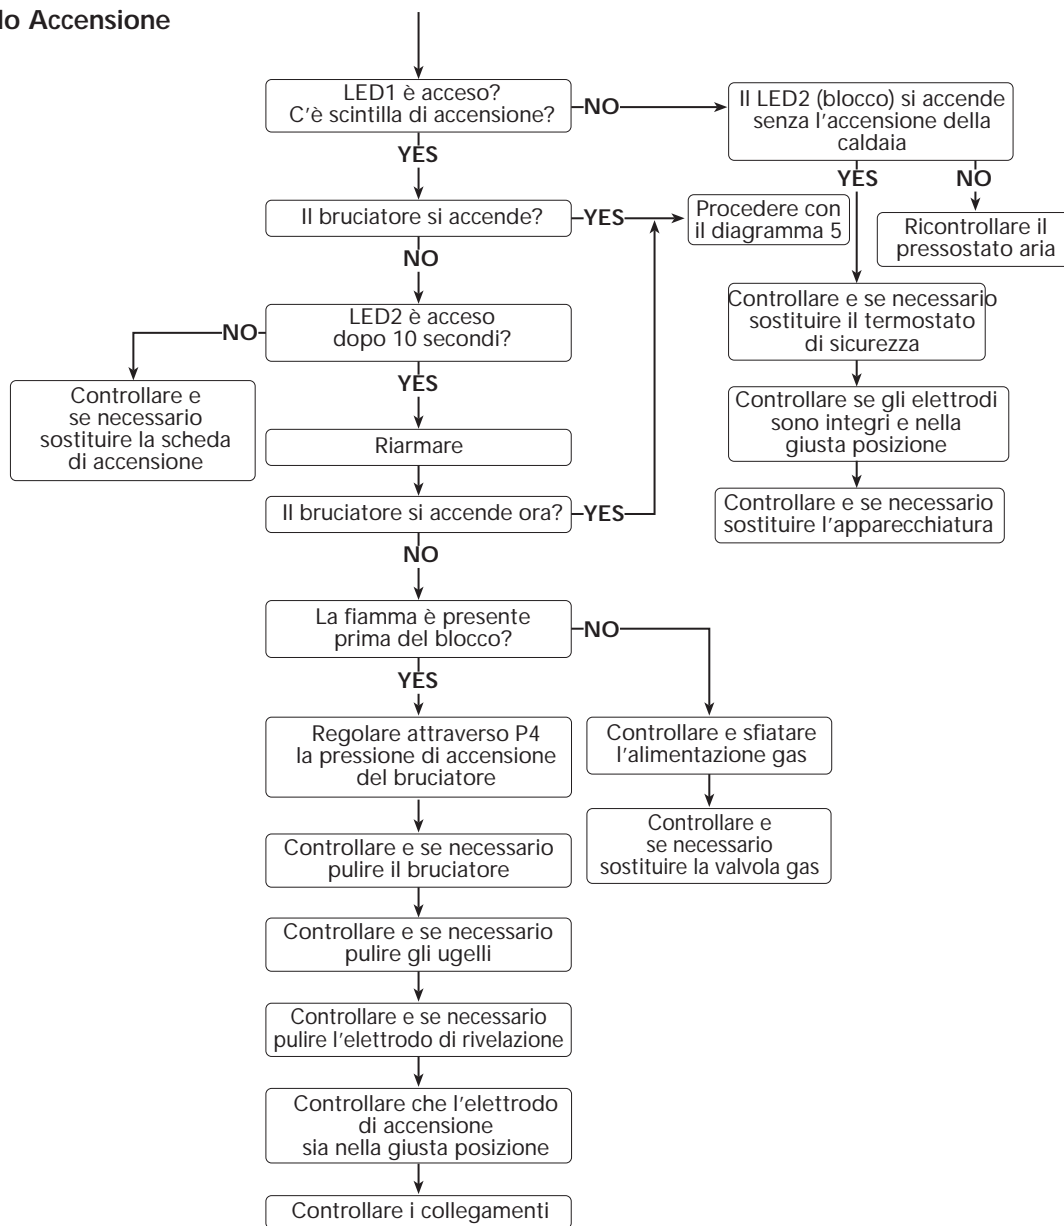 lo Accensione
LED1 è acceso?
C'è scintilla di accensione?
NO
Il LED2 (blocco) si accende
senza l'accensione della
caldaia
YES
YES
NO
Il bruciatore si accende?
YES
Procedere con
il diagramma 5
Ricontrollare il
pressostato aria
NO
LED2 è acceso
dopo 10 secondi?
NO
Controllare e se necessario
sostituire il termostato
di sicurezza
YES
Controllare e
se necessario
sostituire la scheda
di accensione
Riarmare
Controllare se gli elettrodi
sono integri e nella
giusta posizione
Il bruciatore si accende ora?
YES
Controllare e se necessario
sostituire l'apparecchiatura
NO
La fiamma è presente
prima del blocco?
NO
YES
Regolare attraverso P4
la pressione di accensione
del bruciatore
Controllare e sfiatare
l'alimentazione gas
Controllare e se necessario
pulire il bruciatore
Controllare e
se necessario
sostituire la valvola gas
Controllare e se necessario
pulire gli ugelli
Controllare e se necessario
pulire l'elettrodo di rivelazione
Controllare che l'elettrodo
di accensione
sia nella giusta posizione
Controllare i collegamenti